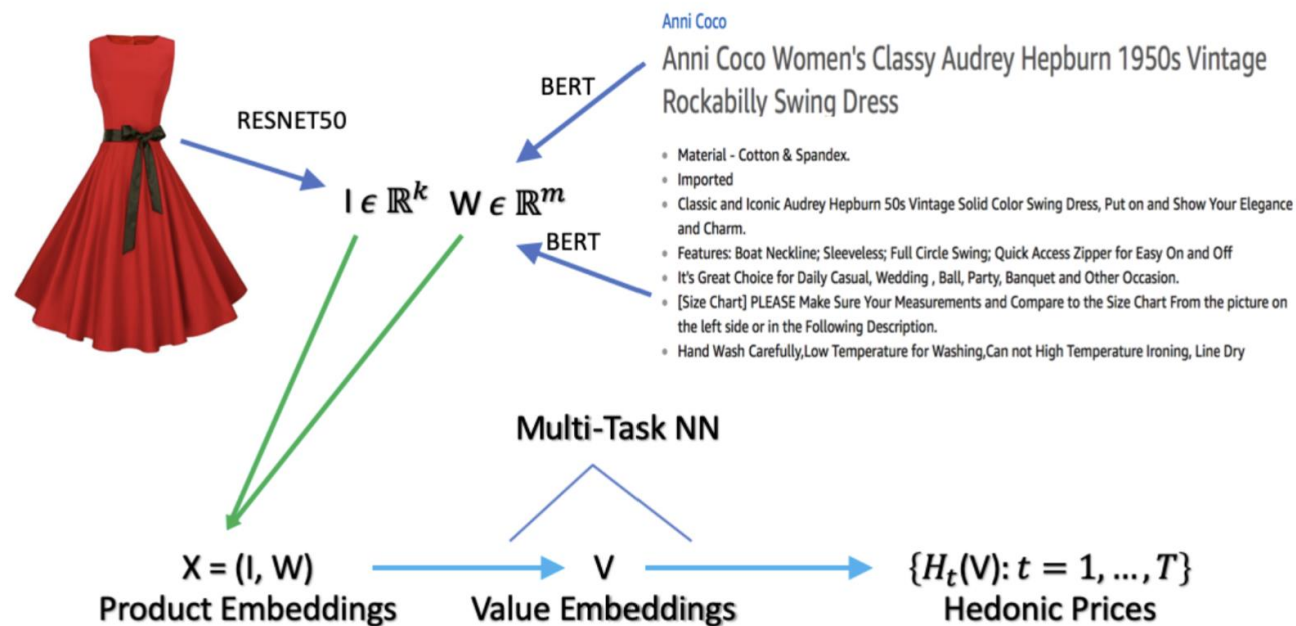 Anni Coco
Anni Coco Women's Classy Audrey Hepburn 1950s Vintage
Rockabilly Swing Dress
BERT
RESNET50
• Material - Cotton & Spandex.
• Imported
• Classic and Iconic Audrey Hepburn 50s Vintage Solid Color Swing Dress, Put on and Show Your Elegance
and Charm.
• Features: Boat Neckline; Sleeveless; Full Circle Swing; Quick Access Zipper for Easy On and Off
• It's Great Choice for Daily Casual, Wedding , Ball, Party, Banquet and Other Occasion.
• [Size Chart] PLEASE Make Sure Your Measurements and Compare to the Size Chart From the picture on
the left side or in the Following Description.
• Hand Wash Carefully,Low Temperature for Washing,Can not High Temperature Ironing, Line Dry
I ϵ ℝᵏ W ϵ ℝᵐ
BERT
Multi-Task NN
X = (I, W)
Product Embeddings
V
Value Embeddings
{Hₜ(V): t = 1, ..., T}
Hedonic Prices